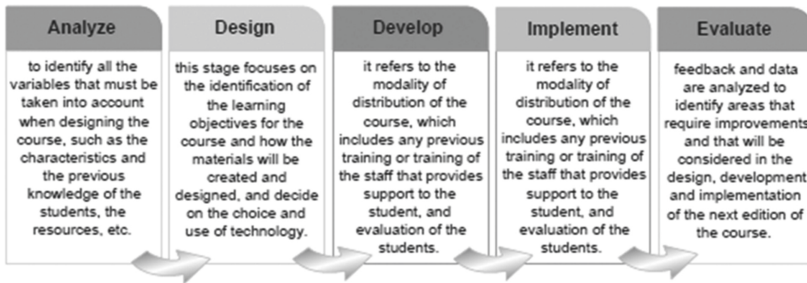 Analyze
to identify all the
variables that must be
taken into account
when designing the
course, such as the
characteristics and
the previous
knowledge of the
students, the
resources, etc.
Design
this stage focuses on
the identification of
the learning
objectives for the
course and how the
materials will be
created and
designed, and decide
on the choice and
use of technology.
Develop
it refers to the
modality of
distribution of the
course, which
includes any previous
training or training of
the staff that provides
support to the
student, and
evaluation of the
students.
Implement
it refers to the
modality of
distribution of the
course, which
includes any previous
training or training of
the staff that provides
support to the
student, and
evaluation of the
students.
Evaluate
feedback and data
are analyzed to
identify areas that
require improvements
and that will be
considered in the
design, development
and implementation
of the next edition of
the course.